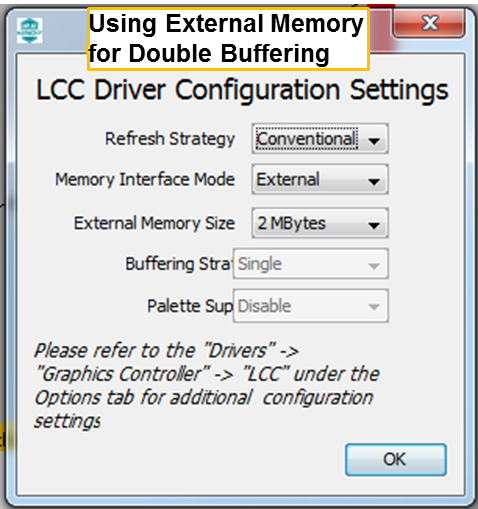 Using External Memory
for Double Buffering
LCC Driver Configuration Settings
Refresh Strategy Conventional
Memory Interface Mode External
External Memory Size 2 MBytes
Buffering Strat Single
Palette Sup Disable
Please refer to the "Drivers" ->
"Graphics Controller" -> "LCC" under the
Options tab for additional configuration
settings
OK